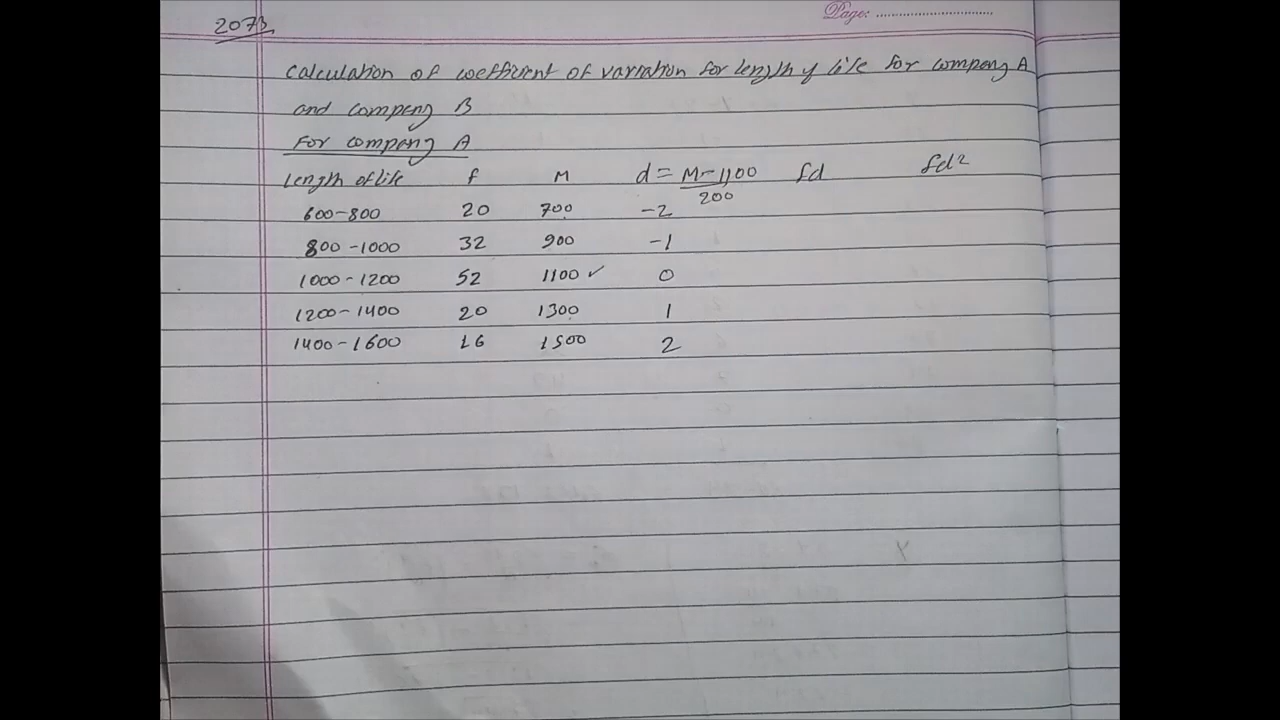 Page: ..............................
2073
Calculation of coefficient of variation for length of life for company A
and company B
For company A
Length of life f M d = M-1100 / 200 fd fd²
600-800 20 700 -2
800-1000 32 900 -1
1000-1200 52 1100 ✓ 0
1200-1400 20 1300 1
1400-1600 16 1500 2